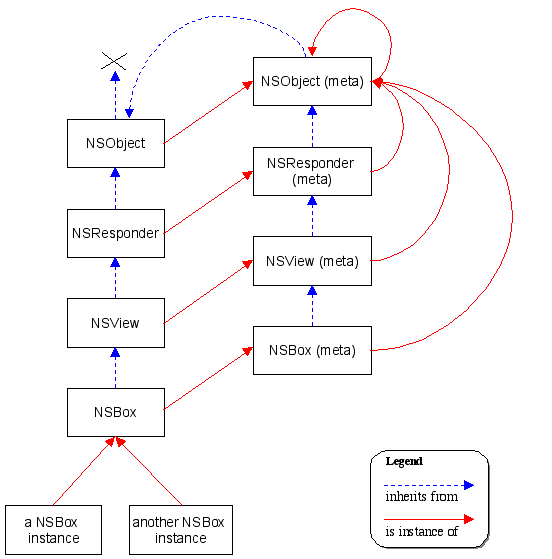 NSObject (meta)
NSObject
NSResponder
(meta)
NSResponder
NSView (meta)
NSView
NSBox (meta)
NSBox
a NSBox
instance
another NSBox
instance
Legend
inherits from
is instance of